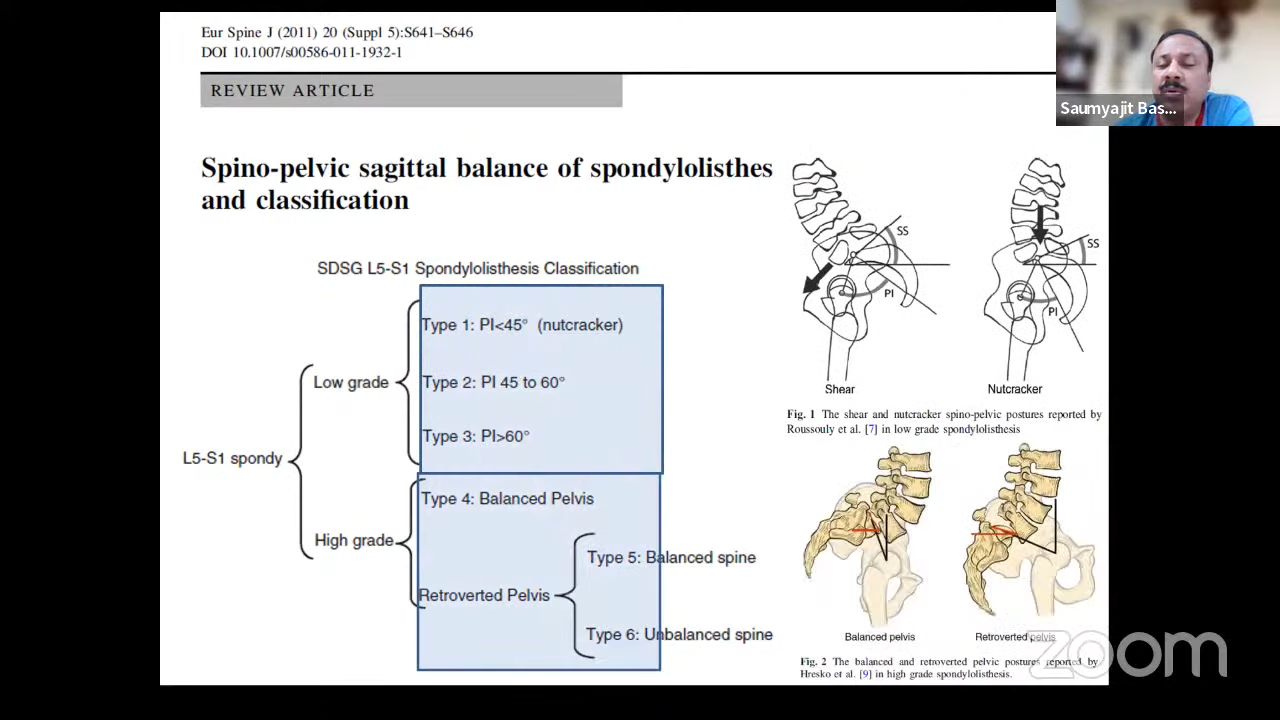 Eur Spine J (2011) 20 (Suppl 5):S641–S646
DOI 10.1007/s00586-011-1932-1
REVIEW ARTICLE
Saumyajit Bas...
Spino-pelvic sagittal balance of spondylolisthes
and classification
SDSG L5-S1 Spondylolisthesis Classification
Type 1: PI<45° (nutcracker)
Low grade
Type 2: PI 45 to 60°
Type 3: PI>60°
L5-S1 spondy
Type 4: Balanced Pelvis
High grade
Type 5: Balanced spine
Retroverted Pelvis
Type 6: Unbalanced spine
SS
PI
Shear
SS
PI
Nutcracker
Fig. 1 The shear and nutcracker spino-pelvic postures reported by
Roussouly et al. [7] in low grade spondylolisthesis
Balanced pelvis
Retroverted pelvis
Fig. 2 The balanced and retroverted pelvic postures reported by
Hresko et al. [9] in high grade spondylolisthesis.
zoom